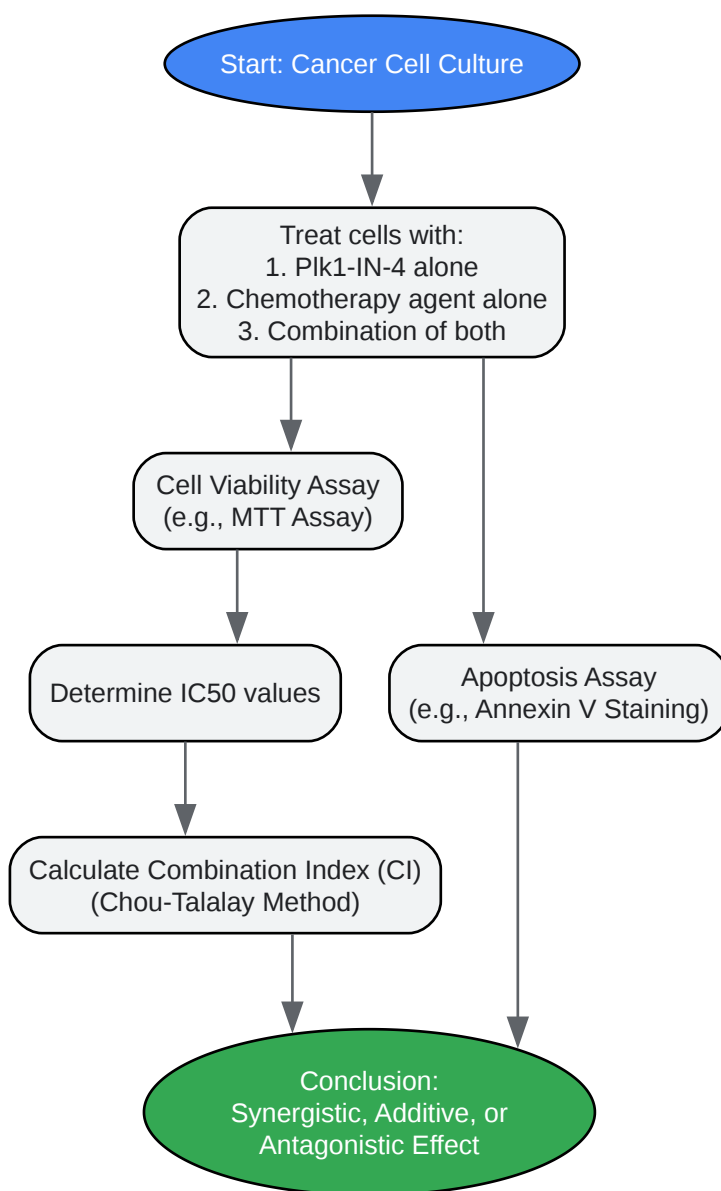 Start: Cancer Cell Culture
Treat cells with:
1. Plk1-IN-4 alone
2. Chemotherapy agent alone
3. Combination of both
Cell Viability Assay
(e.g., MTT Assay)
Determine IC50 values
Apoptosis Assay
(e.g., Annexin V Staining)
Calculate Combination Index (CI)
(Chou-Talalay Method)
Conclusion:
Synergistic, Additive, or
Antagonistic Effect